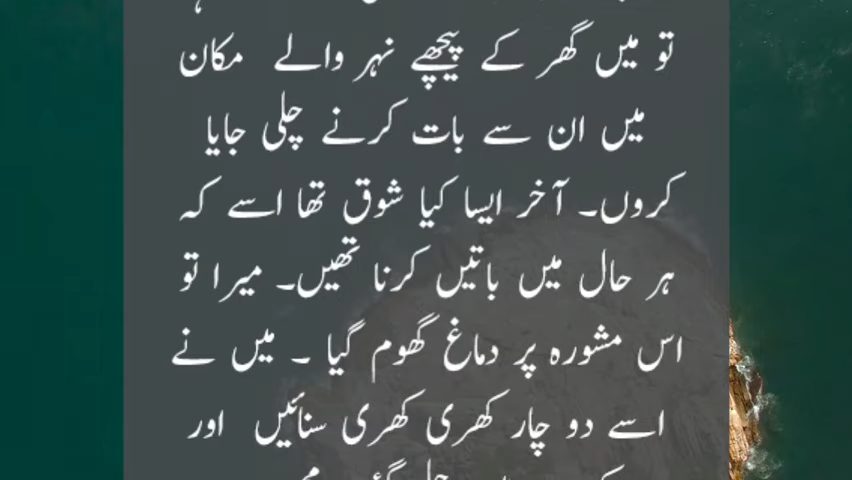 تو میں گھر کے پیچھے نہر والے مکان
میں ان سے بات کرنے چلی جایا
کروں۔ آخر ایسا کیا شوق تھا اسے کہ
ہر حال میں باتیں کرنا تھیں۔ میرا تو
اس مشورہ پر دماغ گھوم گیا ۔ میں نے
اسے دو چار کھری کھری سنائیں اور